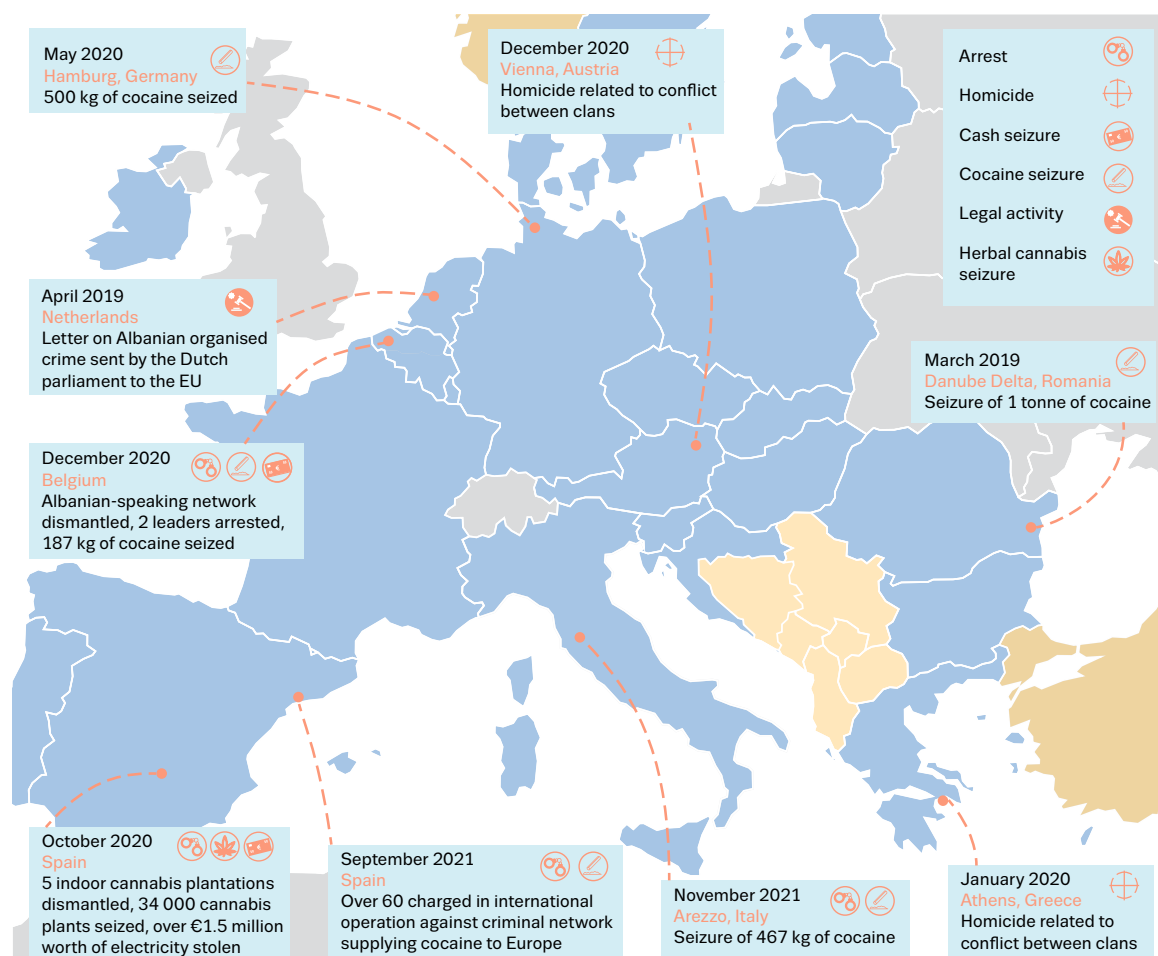 May 2020
Hamburg, Germany
500 kg of cocaine seized
December 2020
Vienna, Austria
Homicide related to conflict
between clans
Arrest
Homicide
Cash seizure
Cocaine seizure
Legal activity
Herbal cannabis
seizure
April 2019
Netherlands
Letter on Albanian organised
crime sent by the Dutch
parliament to the EU
March 2019
Danube Delta, Romania
Seizure of 1 tonne of cocaine
December 2020
Belgium
Albanian-speaking network
dismantled, 2 leaders arrested,
187 kg of cocaine seized
October 2020
Spain
5 indoor cannabis plantations
dismantled, 34 000 cannabis
plants seized, over €1.5 million
worth of electricity stolen
September 2021
Spain
Over 60 charged in international
operation against criminal network
supplying cocaine to Europe
November 2021
Arezzo, Italy
Seizure of 467 kg of cocaine
January 2020
Athens, Greece
Homicide related to
conflict between clans